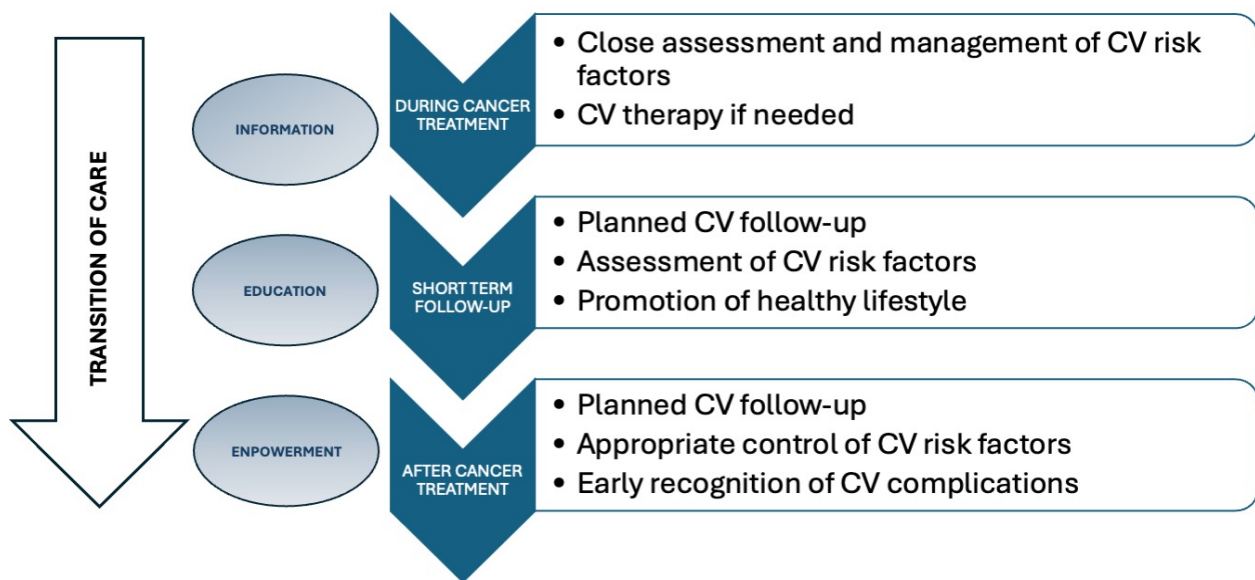 TRANSITION OF CARE
INFORMATION
DURING CANCER
TREATMENT
• Close assessment and management of CV risk
factors
• CV therapy if needed
EDUCATION
SHORT TERM
FOLLOW-UP
• Planned CV follow-up
• Assessment of CV risk factors
• Promotion of healthy lifestyle
ENPOWERMENT
AFTER CANCER
TREATMENT
• Planned CV follow-up
• Appropriate control of CV risk factors
• Early recognition of CV complications